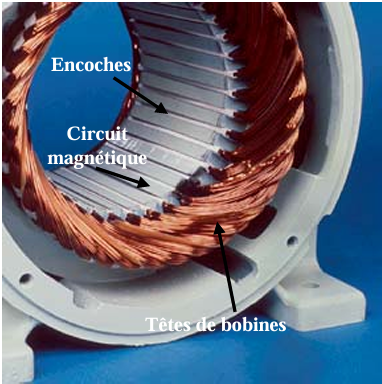 Encoches
Circuit
magnétique
Têtes de bobines